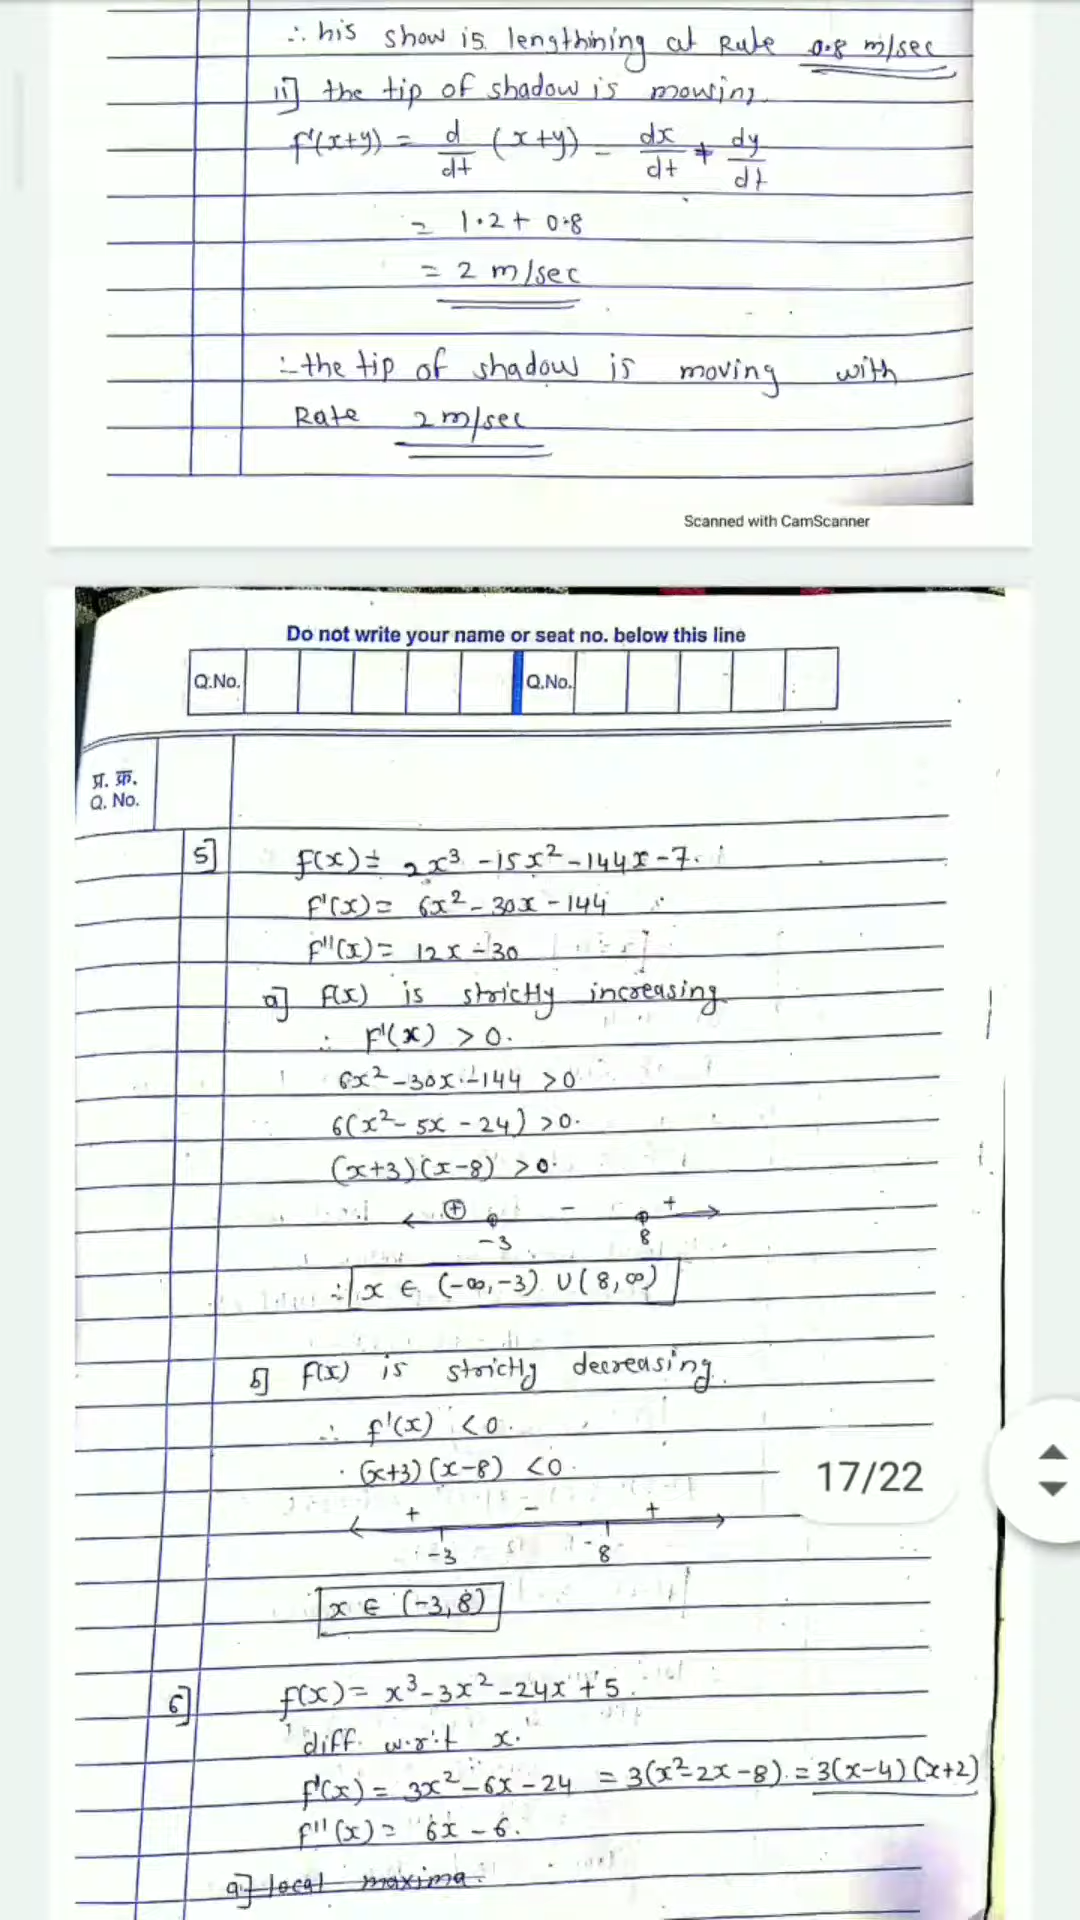 ∴ his show is lengthining at Rate 0.8 m/sec
ii] the tip of shadow is mowing.
f'(x+y) = d/dt (x+y) = dx/dt + dy/dt
= 1.2 + 0.8
= 2 m/sec
∴ the tip of shadow is moving with
Rate 2 m/sec
Scanned with CamScanner
Do not write your name or seat no. below this line
Q.No. Q.No.
प्र. क्र.
Q. No.
5] f(x) = 2x³ - 15x² - 144x - 7.
f'(x) = 6x² - 30x - 144
f''(x) = 12x - 30
a] f(x) is strictly increasing
∴ f'(x) > 0.
6x² - 30x - 144 > 0
6(x² - 5x - 24) > 0.
(x+3)(x-8) > 0.
+ - +
-3 8
∴ x ∈ (-∞, -3) ∪ (8, ∞)
b] f(x) is strictly decreasing.
∴ f'(x) < 0.
(x+3)(x-8) < 0.
17/22
+ - +
-3 8
x ∈ (-3, 8)
6] f(x) = x³ - 3x² - 24x + 5.
diff. w.r.t x.
f'(x) = 3x² - 6x - 24 = 3(x² - 2x - 8). = 3(x-4)(x+2)
f''(x) = 6x - 6.
a] local maxima.